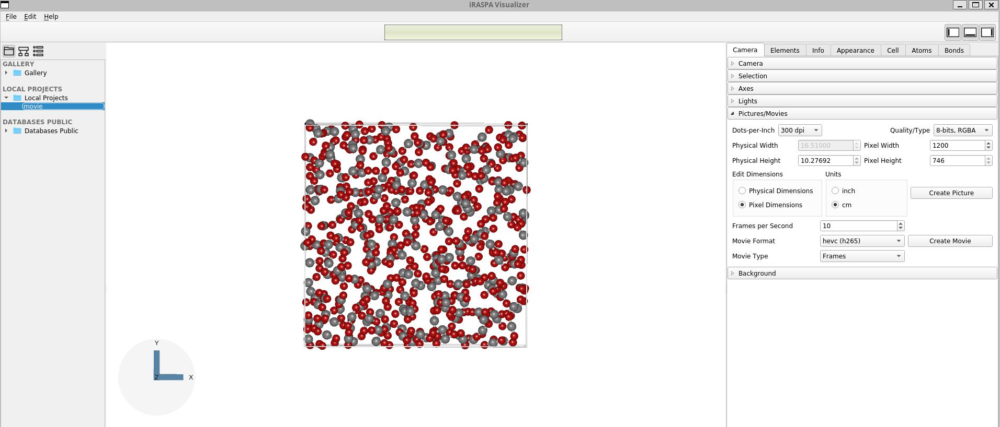 iRASPA Visualizer
File Edit Help
GALLERY
Gallery
LOCAL PROJECTS
Local Projects
movie
DATABASES PUBLIC
Databases Public
Y
Z
X
Camera Elements Info Appearance Cell Atoms Bonds
Camera
Selection
Axes
Lights
Pictures/Movies
Dots-per-Inch 300 dpi Quality/Type 8-bits, RGBA
Physical Width 16.51000 Pixel Width 1200
Physical Height 10.27692 Pixel Height 746
Edit Dimensions Units
Physical Dimensions inch
Create Picture
Pixel Dimensions cm
Frames per Second 10
Movie Format hevc (h265) Create Movie
Movie Type Frames
Background